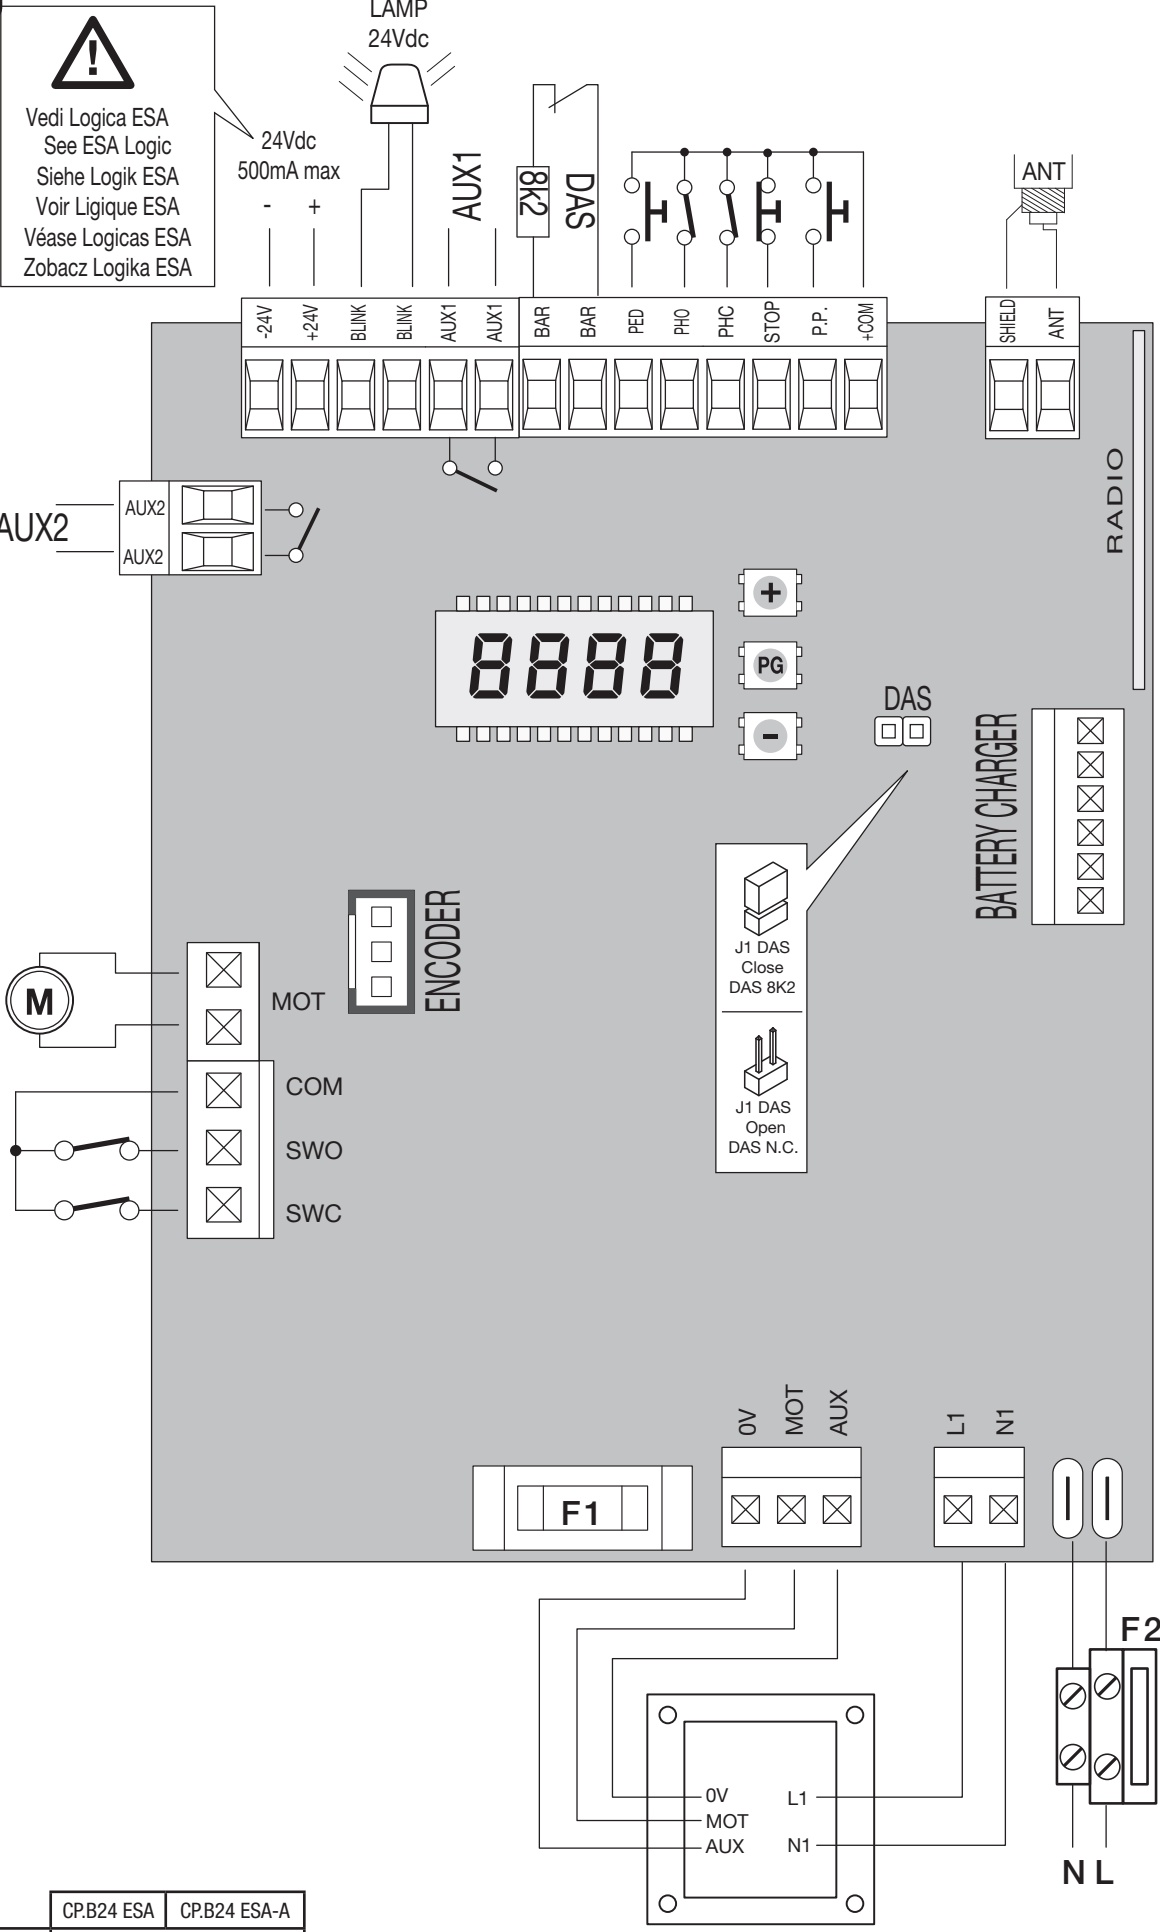 LAMP
24Vdc
!
Vedi Logica ESA
See ESA Logic
Siehe Logik ESA
Voir Ligique ESA
Véase Logicas ESA
Zobacz Logika ESA
24Vdc
500mA max
- +
AUX1
8k2
DAS
ANT
-24V
+24V
BLINK
BLINK
AUX1
AUX1
BAR
BAR
PED
PHO
PHC
STOP
P.P.
+COM
SHIELD
ANT
RADIO
AUX2
AUX2
AUX2
8888
+
PG
-
DAS
BATTERY CHARGER
J1 DAS
Close
DAS 8K2
J1 DAS
Open
DAS N.C.
ENCODER
M
MOT
COM
SWO
SWC
0V
MOT
AUX
L1
N1
F1
F2
0V
MOT
AUX
L1
N1
N L
CP.B24 ESA CP.B24 ESA-A